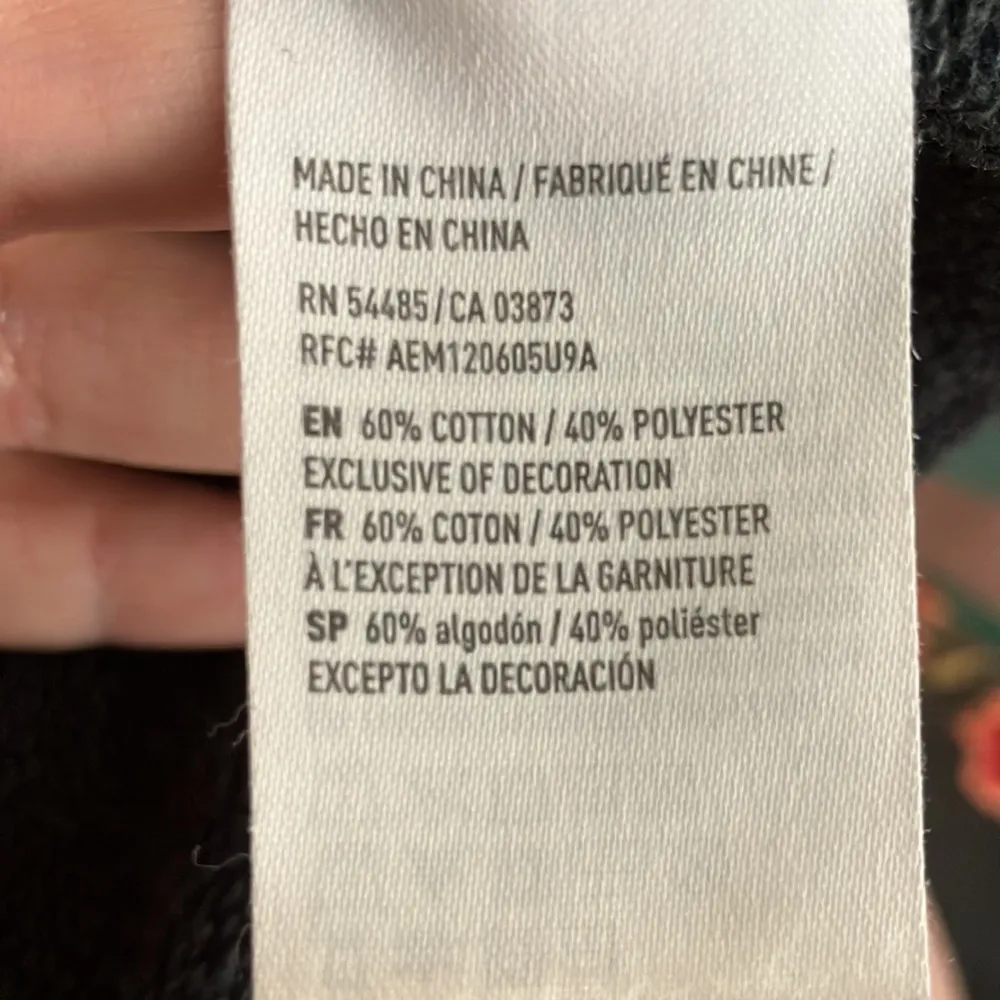 MADE IN CHINA / FABRIQUÉ EN CHINE /
HECHO EN CHINA
RN 54485 / CA 03873
RFC# AEM120605U9A
EN 60% COTTON / 40% POLYESTER
EXCLUSIVE OF DECORATION
FR 60% COTON / 40% POLYESTER
À L'EXCEPTION DE LA GARNITURE
SP 60% algodón / 40% poliéster
EXCEPTO LA DECORACIÓN